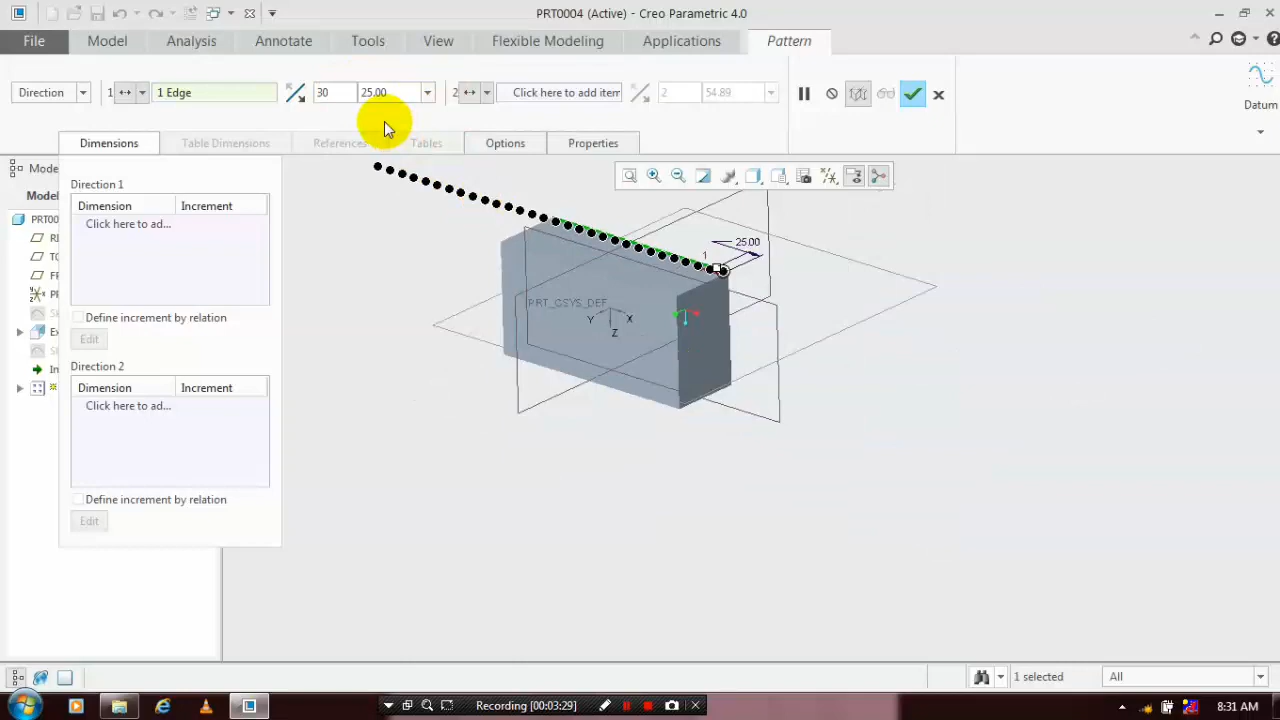 PRT0004 (Active) - Creo Parametric 4.0
File Model Analysis Annotate Tools View Flexible Modeling Applications Pattern
Direction 1 1 Edge 30 25.00 2 Click here to add item 2 54.89
Datum
Dimensions Table Dimensions References Tables Options Properties
Direction 1
Dimension Increment
Click here to ad...
Define increment by relation
Edit
Direction 2
Dimension Increment
Click here to ad...
Define increment by relation
Edit
25.00
1
PRT_CSYS_DEF
Y X
Z
1 selected All
Recording [00:03:29]
8:31 AM